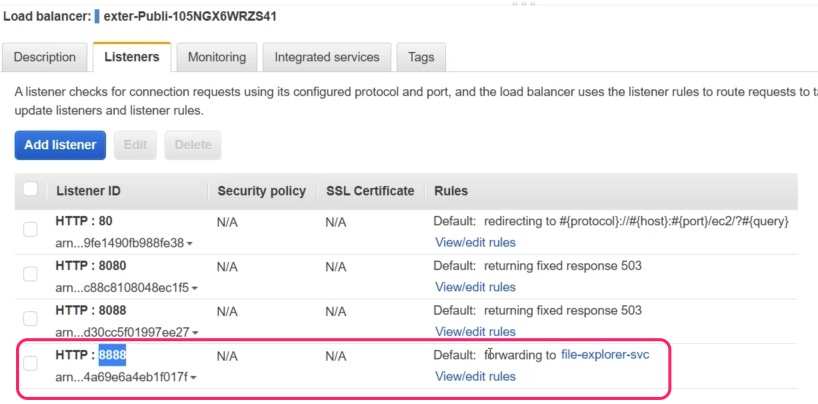 Load balancer: exter-Publi-105NGX6WRZS41
Description Listeners Monitoring Integrated services Tags
A listener checks for connection requests using its configured protocol and port, and the load balancer uses the listener rules to route requests to ta
update listeners and listener rules.
Add listener Edit Delete
Listener ID Security policy SSL Certificate Rules
HTTP : 80 N/A N/A Default: redirecting to #{protocol}://#{host}:#{port}/ec2/?#{query}
arn...9fe1490fb988fe38 View/edit rules
HTTP : 8080 N/A N/A Default: returning fixed response 503
arn...c88c8108048ec1f5 View/edit rules
HTTP : 8088 N/A N/A Default: returning fixed response 503
arn...d30cc5f01997ee27 View/edit rules
HTTP : 8888 N/A N/A Default: forwarding to file-explorer-svc
arn...4a69e6a4eb1f017f View/edit rules